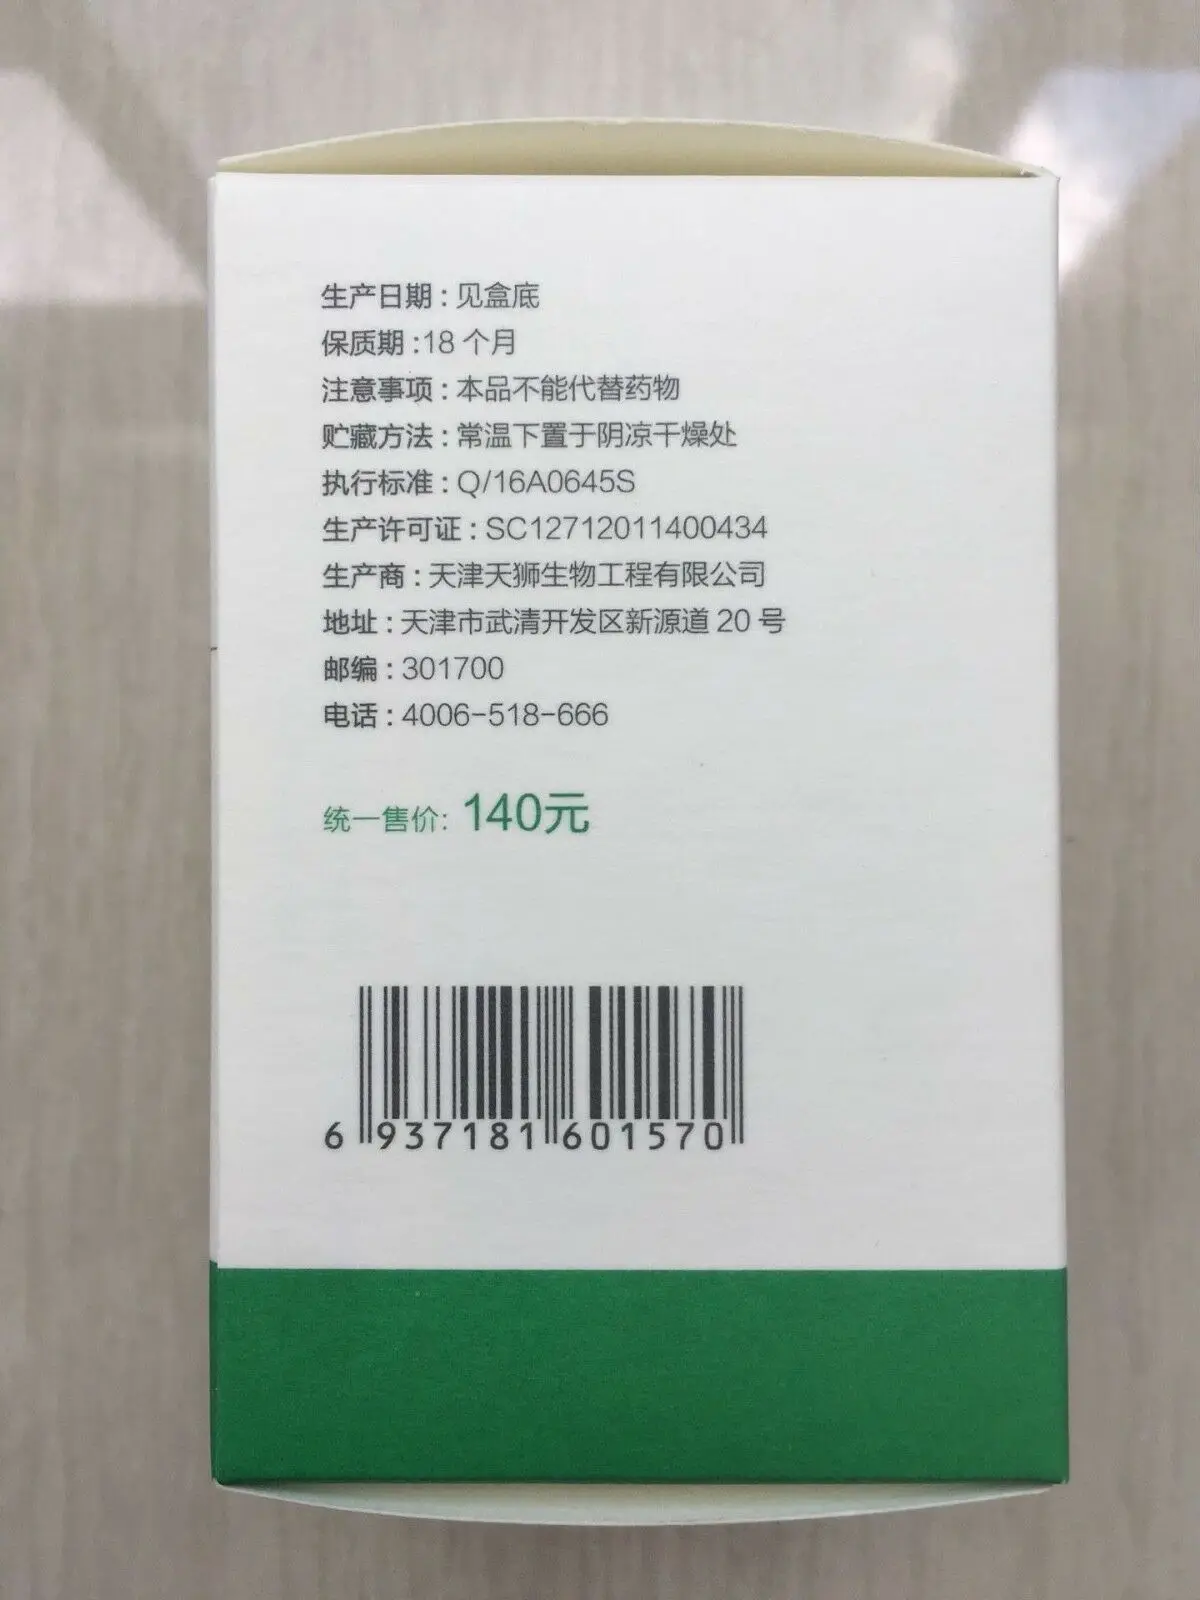 生产日期：见盒底
保质期：18 个月
注意事项：本品不能代替药物
贮藏方法：常温下置于阴凉干燥处
执行标准：Q/16A0645S
生产许可证：SC12712011400434
生产商：天津天狮生物工程有限公司
地址：天津市武清开发区新源道 20 号
邮编：301700
电话：4006-518-666
统一售价: 140元
6 937181 601570